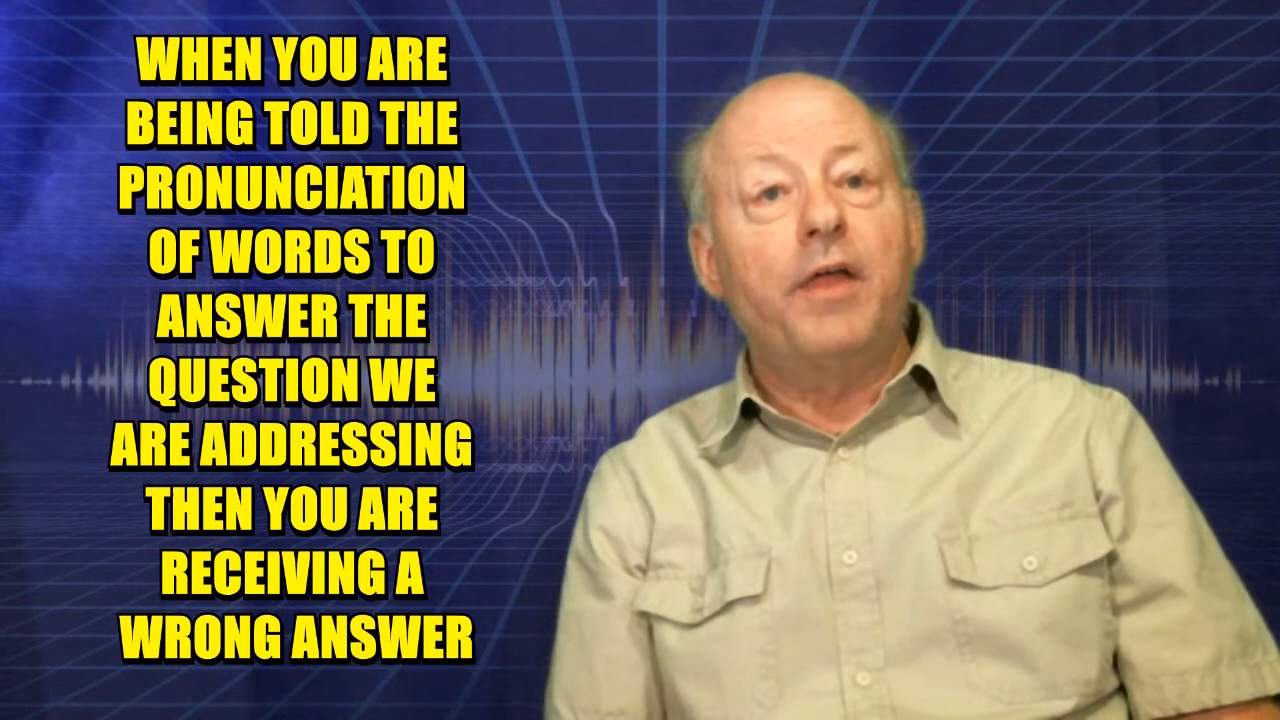 WHEN YOU ARE
BEING TOLD THE
PRONUNCIATION
OF WORDS TO
ANSWER THE
QUESTION WE
ARE ADDRESSING
THEN YOU ARE
RECEIVING A
WRONG ANSWER